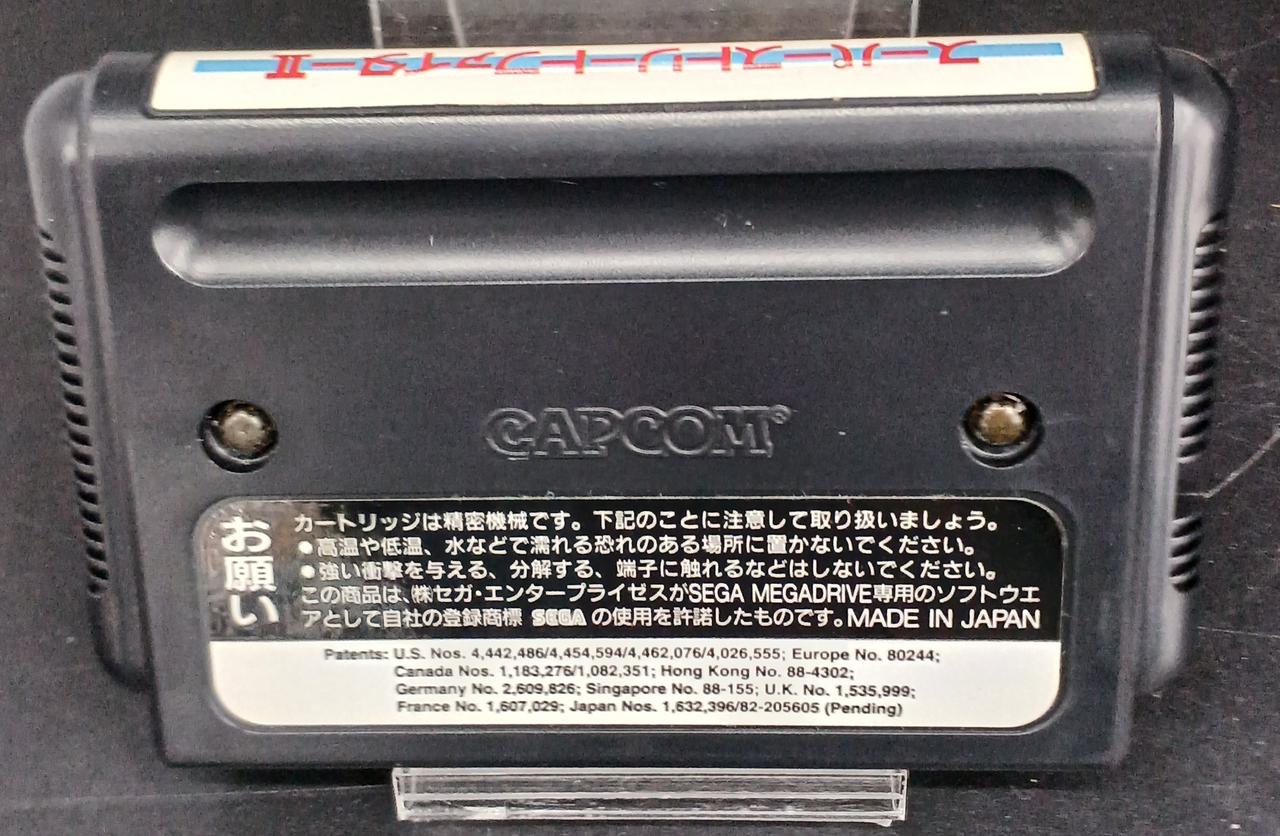 スーパーストリートファイターII
CAPCOM®
お願い
カートリッジは精密機械です。下記のことに注意して取り扱いましょう。
●高温や低温、水などで濡れる恐れのある場所に置かないでください。
●強い衝撃を与える、分解する、端子に触れるなどはしないでください。
この商品は、㈱セガ・エンタープライゼスがSEGA MEGADRIVE専用のソフトウエ
アとして自社の登録商標 SEGA の使用を許諾したものです。MADE IN JAPAN
Patents: U.S. Nos. 4,442,486/4,454,594/4,462,076/4,026,555; Europe No. 80244;
Canada Nos. 1,183,276/1,082,351; Hong Kong No. 88-4302;
Germany No. 2,609,826; Singapore No. 88-155; U.K. No. 1,535,999;
France No. 1,607,029; Japan Nos. 1,632,396/82-205605 (Pending)